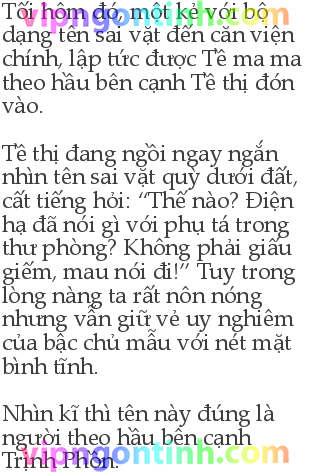 vipngontinh.com
Tối hôm đó, một kẻ với bộ
dạng tên sai vặt đến căn viện
chính, lập tức được Tề ma ma
theo hầu bên cạnh Tề thị đón
vào.
Tề thị đang ngồi ngay ngắn
nhìn tên sai vặt quỳ dưới đất,
cất tiếng hỏi: “Thế nào? Điện
hạ đã nói gì với phụ tá trong
thư phòng? Không phải giấu
giếm, mau nói đi!” Tuy trong
lòng nàng ta rất nôn nóng
nhưng vẫn giữ vẻ uy nghiêm
của bậc chủ mẫu với nét mặt
bình tĩnh.
Nhìn kĩ thì tên này đúng là
người theo hầu bên cạnh
Trịnh Phồn.
vipngontinh.com